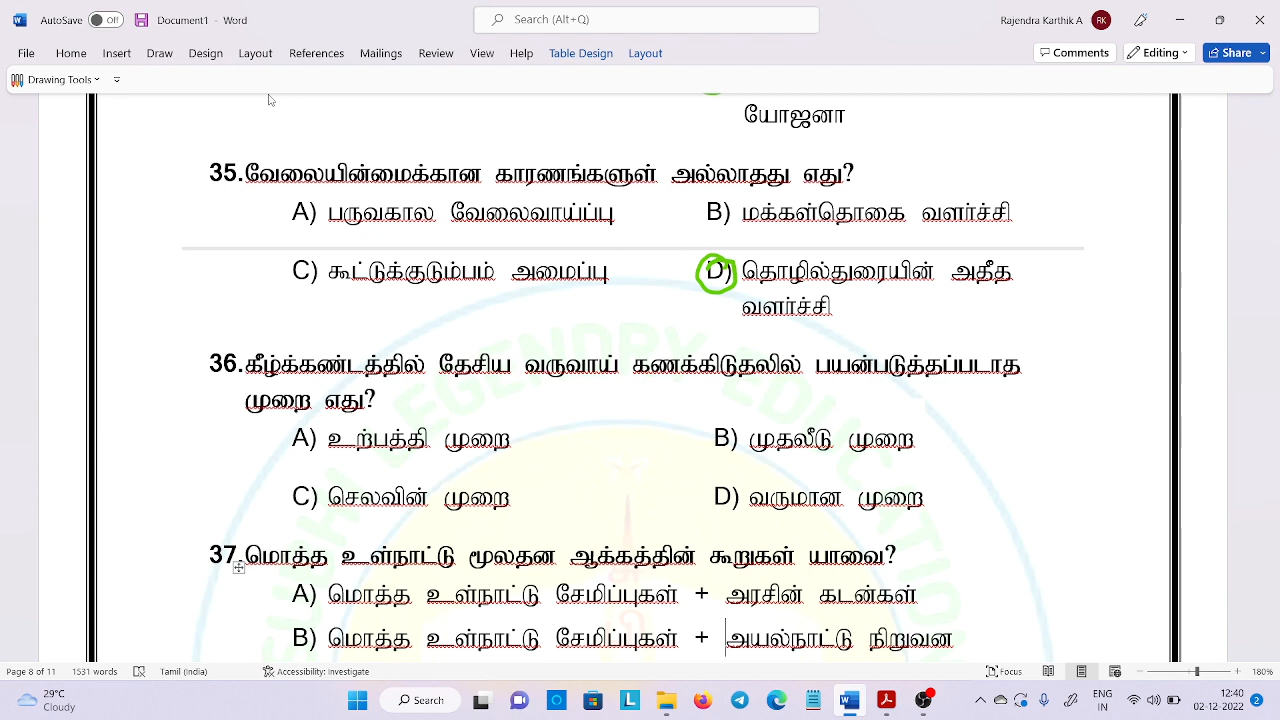 AutoSave Off Document1 - Word Search (Alt+Q) Rajendra Karthik A RK
File Home Insert Draw Design Layout References Mailings Review View Help Table Design Layout Comments Editing Share
Drawing Tools
யோஜனா
35.வேலையின்மைக்கான காரணங்களுள் அல்லாதது எது?
A) பருவகால வேலைவாய்ப்பு B) மக்கள்தொகை வளர்ச்சி
C) கூட்டுக்குடும்பம் அமைப்பு D) தொழில்துரையின் அதீத
வளர்ச்சி
36.கீழ்க்கண்டத்தில் தேசிய வருவாய் கணக்கிடுதலில் பயன்படுத்தப்படாத
முறை எது?
A) உற்பத்தி முறை B) முதலீடு முறை
C) செலவின் முறை D) வருமான முறை
37.மொத்த உள்நாட்டு மூலதன ஆக்கத்தின் கூறுகள் யாவை?
A) மொத்த உள்நாட்டு சேமிப்புகள் + அரசின் கடன்கள்
B) மொத்த உள்நாட்டு சேமிப்புகள் + அயல்நாட்டு நிறுவன
LEGENDRY EDUCATION
Page 8 of 11 1531 words Tamil (India) Accessibility: Investigate Focus 180%
29°C
Cloudy
Search
ENG
IN
12:40
02-12-2022
2